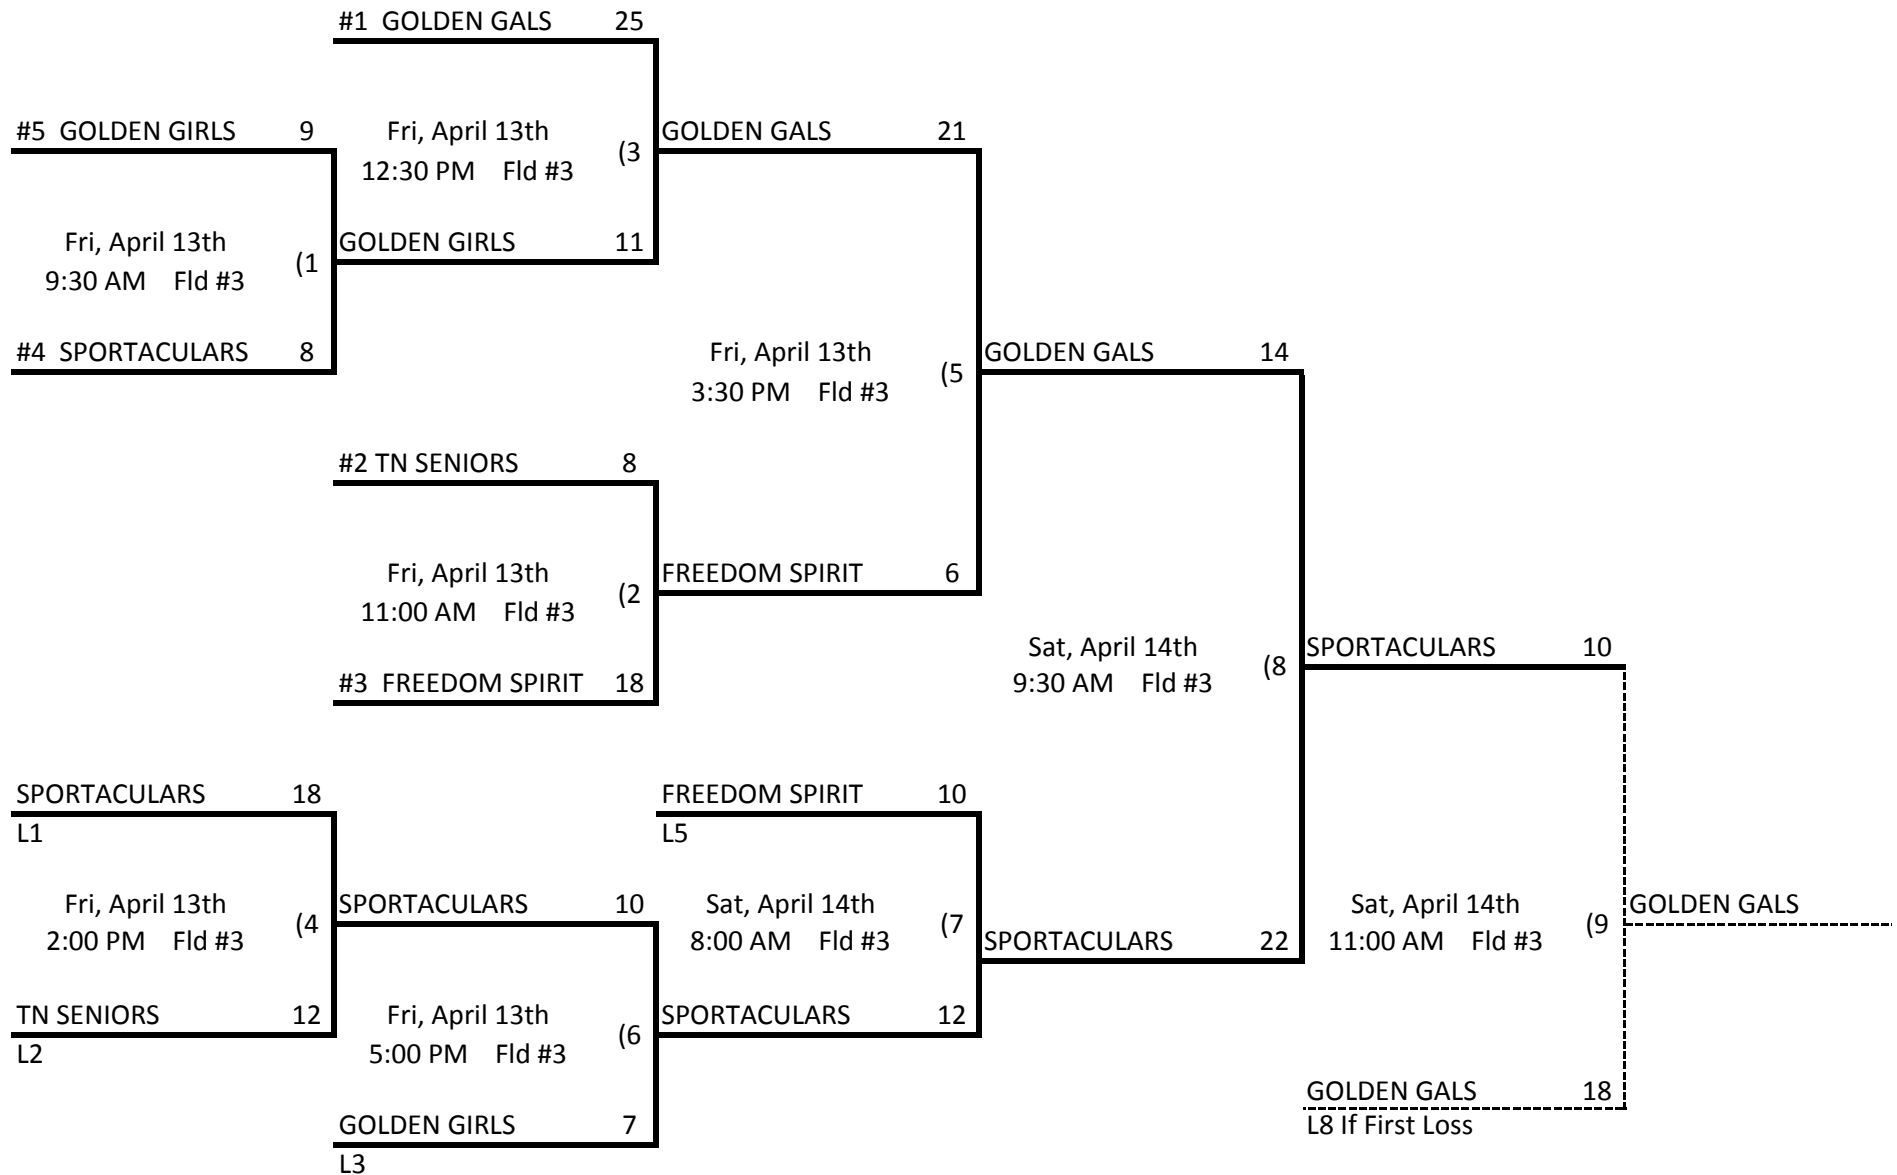 #1  GOLDEN GALS 25
#5  GOLDEN GIRLS 9
Fri, April 13th
12:30 PM Fld #3
(3
GOLDEN GALS 21
Fri, April 13th
9:30 AM Fld #3
(1
GOLDEN GIRLS 11
#4  SPORTACULARS 8
Fri, April 13th
3:30 PM Fld #3
(5
GOLDEN GALS 14
#2 TN SENIORS 8
Fri, April 13th
11:00 AM Fld #3
(2
FREEDOM SPIRIT 6
#3  FREEDOM SPIRIT 18
Sat, April 14th
9:30 AM Fld #3
(8
SPORTACULARS 10
SPORTACULARS 18
L1
FREEDOM SPIRIT 10
L5
Fri, April 13th
2:00 PM Fld #3
(4
SPORTACULARS 10
Sat, April 14th
8:00 AM Fld #3
(7
SPORTACULARS 22
Sat, April 14th
11:00 AM Fld #3
(9
GOLDEN GALS
TN SENIORS 12
L2
Fri, April 13th
5:00 PM Fld #3
(6
SPORTACULARS 12
GOLDEN GIRLS 7
L3
GOLDEN GALS 18
L8 If First Loss